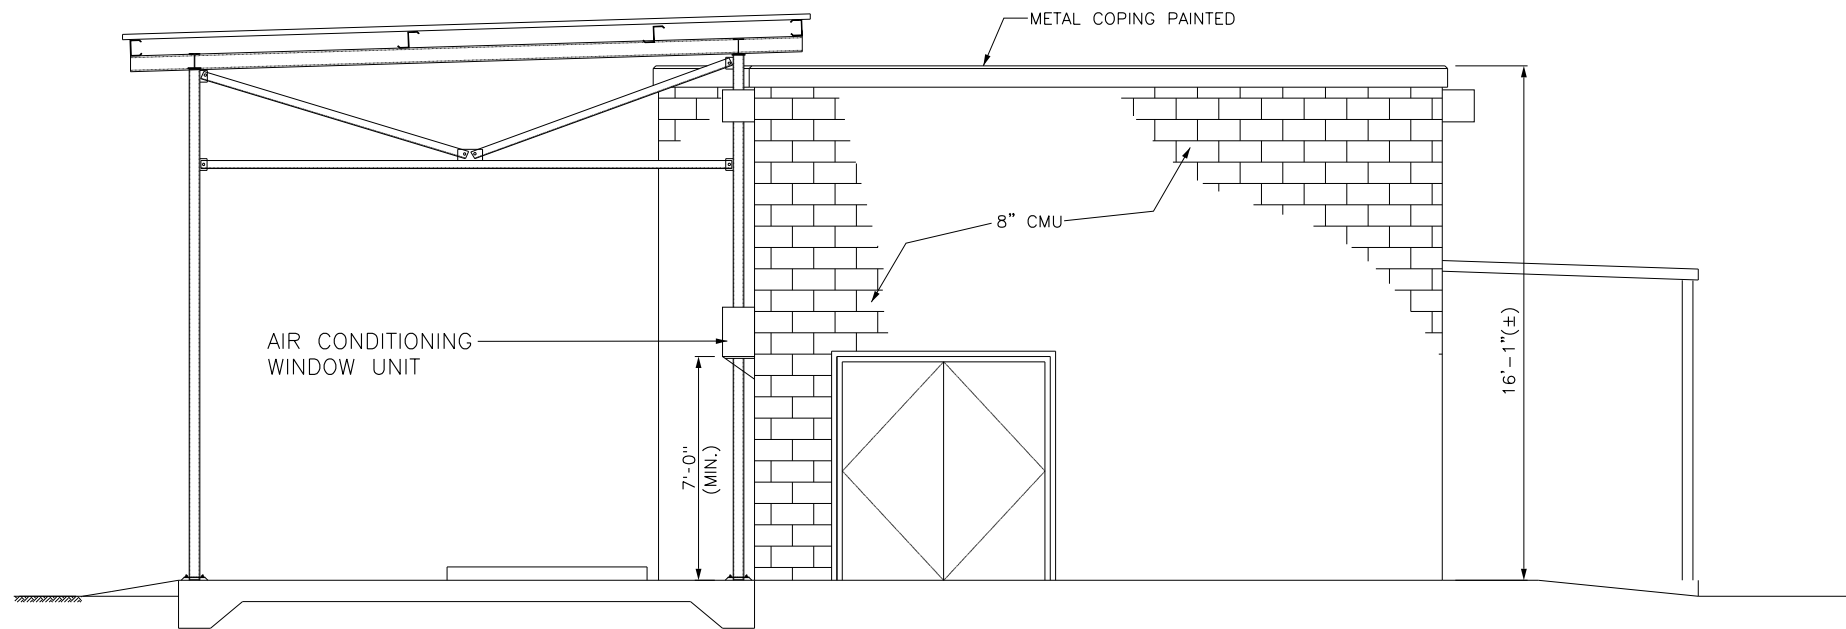 METAL COPING PAINTED
8" CMU
AIR CONDITIONING
WINDOW UNIT
7'-0"
(MIN.)
16'-1"(±)